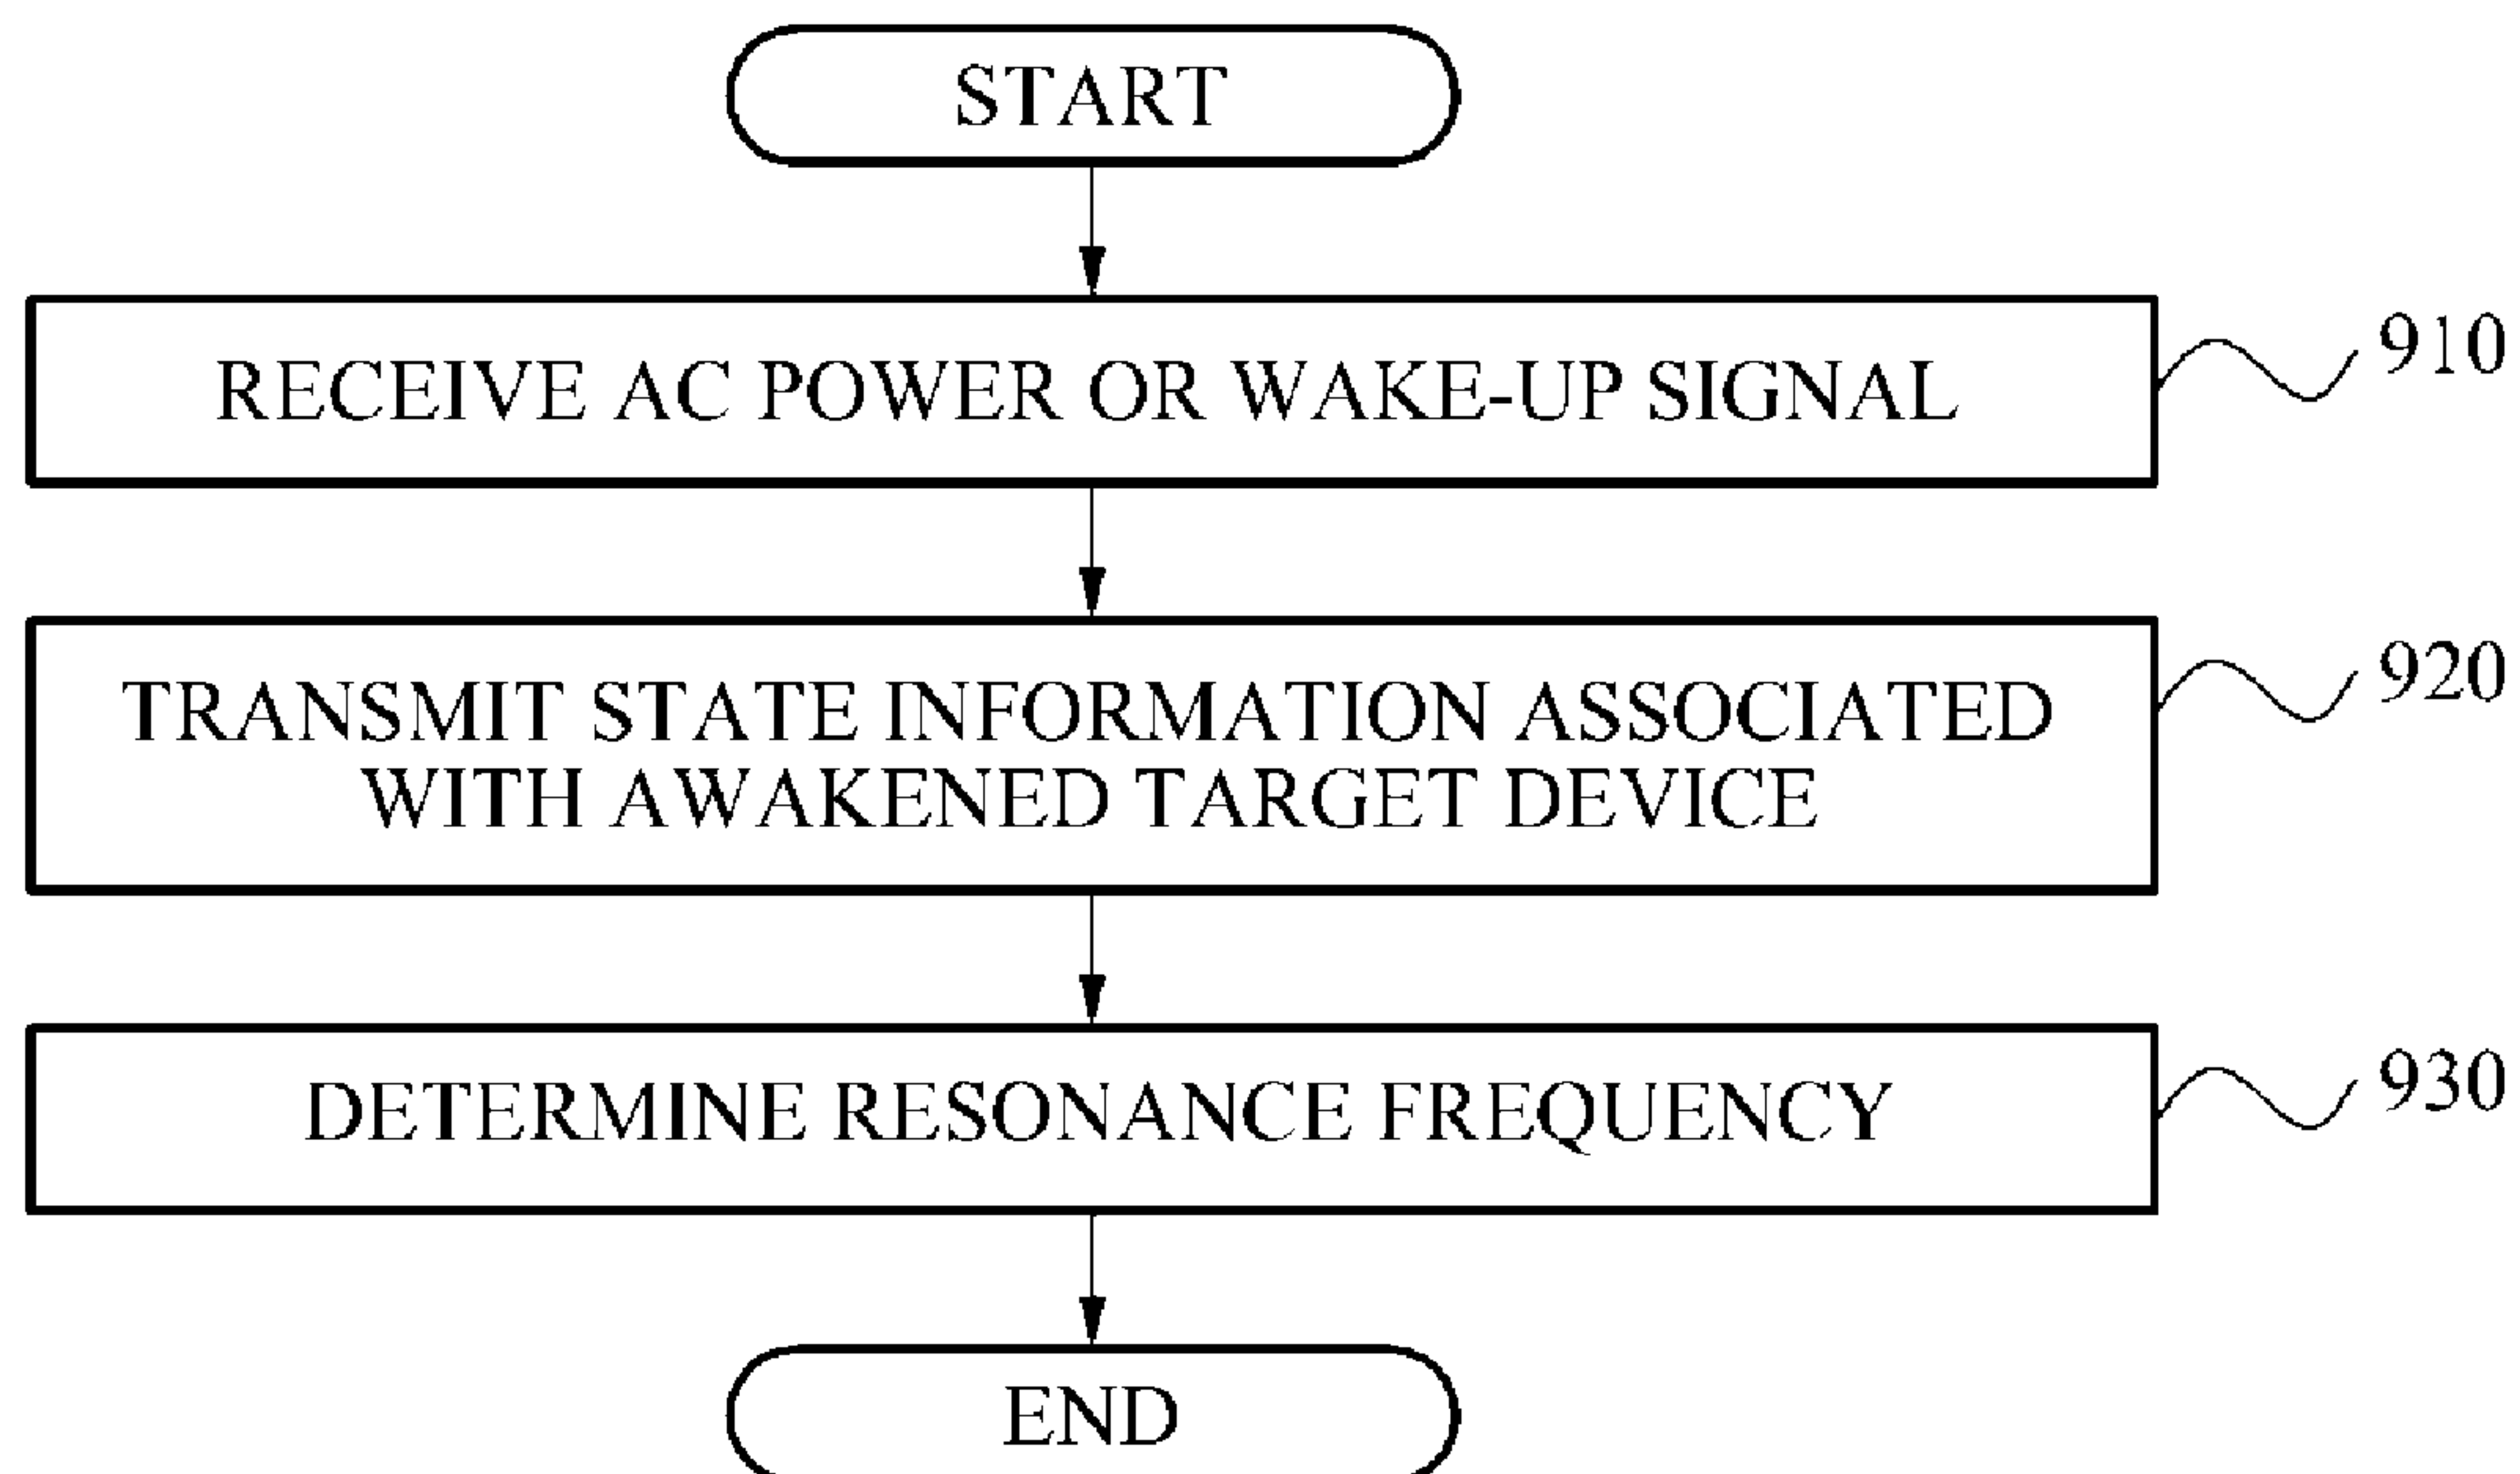 START
RECEIVE AC POWER OR WAKE-UP SIGNAL
910
TRANSMIT STATE INFORMATION ASSOCIATED
WITH AWAKENED TARGET DEVICE
920
DETERMINE RESONANCE FREQUENCY
930
END